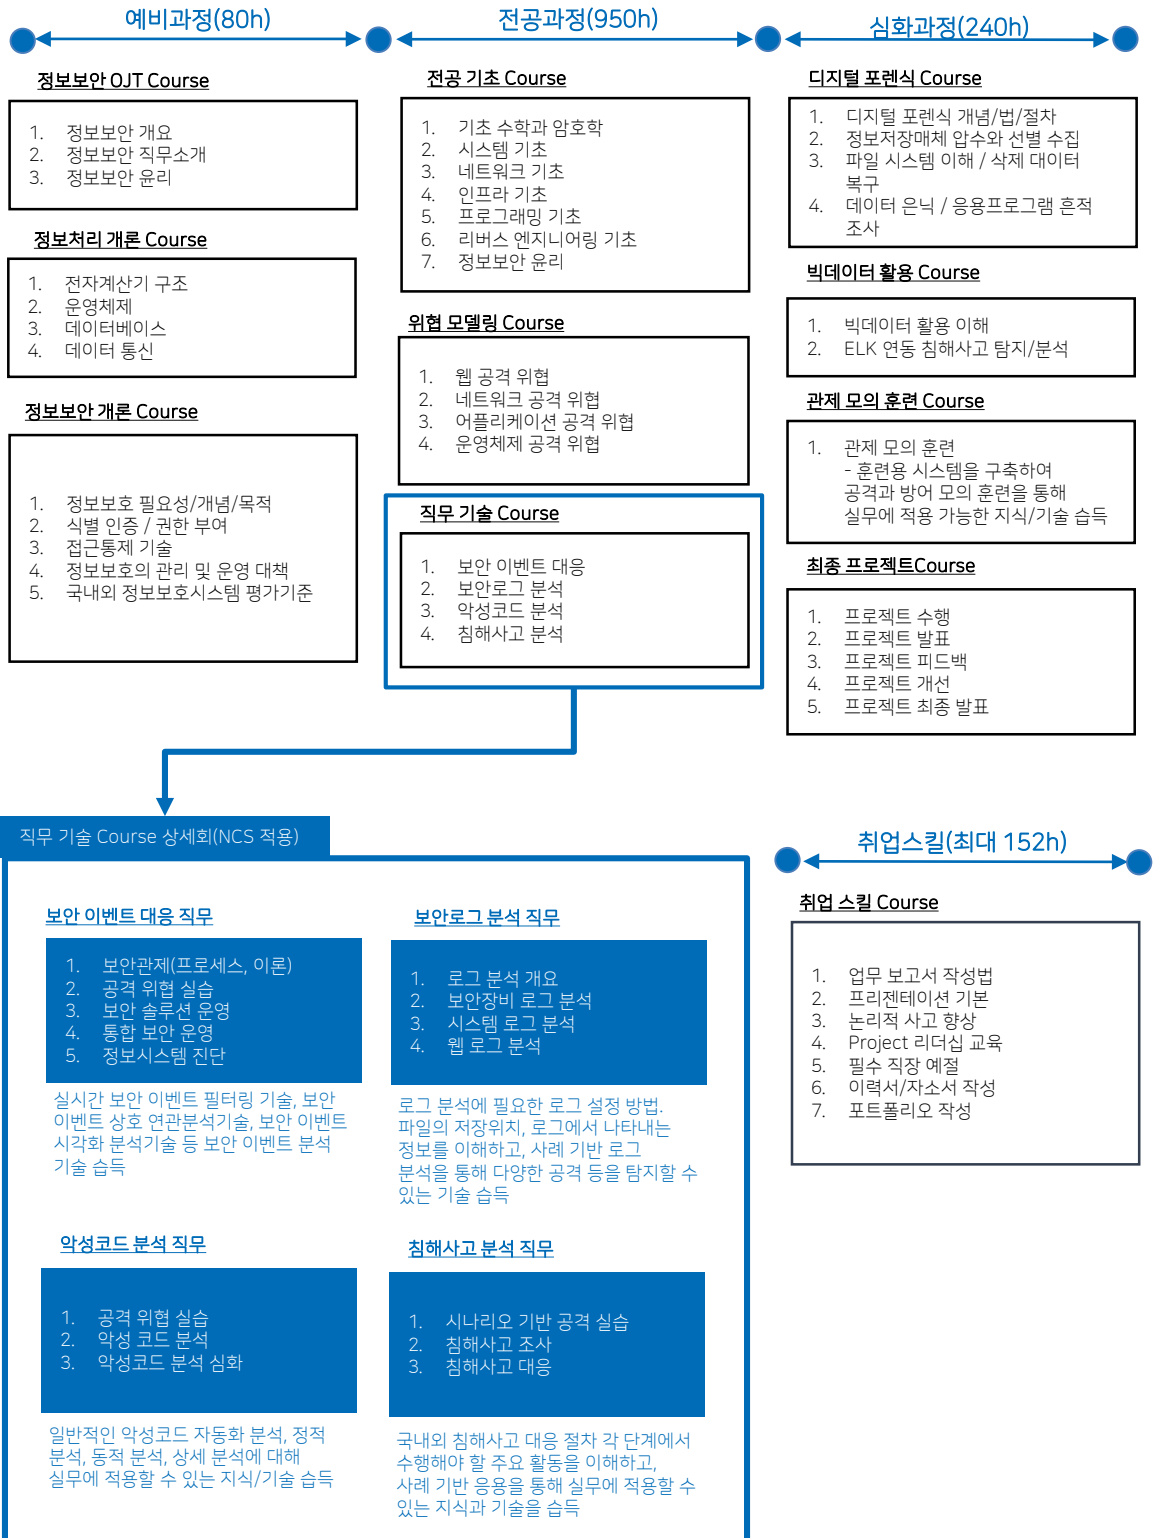 예비과정(80h)
정보보안 OJT Course
1. 정보보안 개요
2. 정보보안 직무소개
3. 정보보안 윤리
정보처리 개론 Course
1. 전자계산기 구조
2. 운영체제
3. 데이터베이스
4. 데이터 통신
정보보안 개론 Course
1. 정보보호 필요성/개념/목적
2. 식별 인증 / 권한 부여
3. 접근통제 기술
4. 정보보호의 관리 및 운영 대책
5. 국내외 정보보호시스템 평가기준
전공과정(950h)
전공 기초 Course
1. 기초 수학과 암호학
2. 시스템 기초
3. 네트워크 기초
4. 인프라 기초
5. 프로그래밍 기초
6. 리버스 엔지니어링 기초
7. 정보보안 윤리
위협 모델링 Course
1. 웹 공격 위협
2. 네트워크 공격 위협
3. 어플리케이션 공격 위협
4. 운영체제 공격 위협
직무 기술 Course
1. 보안 이벤트 대응
2. 보안로그 분석
3. 악성코드 분석
4. 침해사고 분석
심화과정(240h)
디지털 포렌식 Course
1. 디지털 포렌식 개념/법/절차
2. 정보저장매체 압수와 선별 수집
3. 파일 시스템 이해 / 삭제 데이터
복구
4. 데이터 은닉 / 응용프로그램 흔적
조사
빅데이터 활용 Course
1. 빅데이터 활용 이해
2. ELK 연동 침해사고 탐지/분석
관제 모의 훈련 Course
1. 관제 모의 훈련
- 훈련용 시스템을 구축하여
공격과 방어 모의 훈련을 통해
실무에 적용 가능한 지식/기술 습득
최종 프로젝트Course
1. 프로젝트 수행
2. 프로젝트 발표
3. 프로젝트 피드백
4. 프로젝트 개선
5. 프로젝트 최종 발표
직무 기술 Course 상세회(NCS 적용)
보안 이벤트 대응 직무
1. 보안관제(프로세스, 이론)
2. 공격 위협 실습
3. 보안 솔루션 운영
4. 통합 보안 운영
5. 정보시스템 진단
실시간 보안 이벤트 필터링 기술, 보안
이벤트 상호 연관분석기술, 보안 이벤트
시각화 분석기술 등 보안 이벤트 분석
기술 습득
보안로그 분석 직무
1. 로그 분석 개요
2. 보안장비 로그 분석
3. 시스템 로그 분석
4. 웹 로그 분석
로그 분석에 필요한 로그 설정 방법.
파일의 저장위치, 로그에서 나타내는
정보를 이해하고, 사례 기반 로그
분석을 통해 다양한 공격 등을 탐지할 수
있는 기술 습득
악성코드 분석 직무
1. 공격 위협 실습
2. 악성 코드 분석
3. 악성코드 분석 심화
일반적인 악성코드 자동화 분석, 정적
분석, 동적 분석, 상세 분석에 대해
실무에 적용할 수 있는 지식/기술 습득
침해사고 분석 직무
1. 시나리오 기반 공격 실습
2. 침해사고 조사
3. 침해사고 대응
국내외 침해사고 대응 절차 각 단계에서
수행해야 할 주요 활동을 이해하고,
사례 기반 응용을 통해 실무에 적용할 수
있는 지식과 기술을 습득
취업스킬(최대 152h)
취업 스킬 Course
1. 업무 보고서 작성법
2. 프리젠테이션 기본
3. 논리적 사고 향상
4. Project 리더십 교육
5. 필수 직장 예절
6. 이력서/자소서 작성
7. 포트폴리오 작성